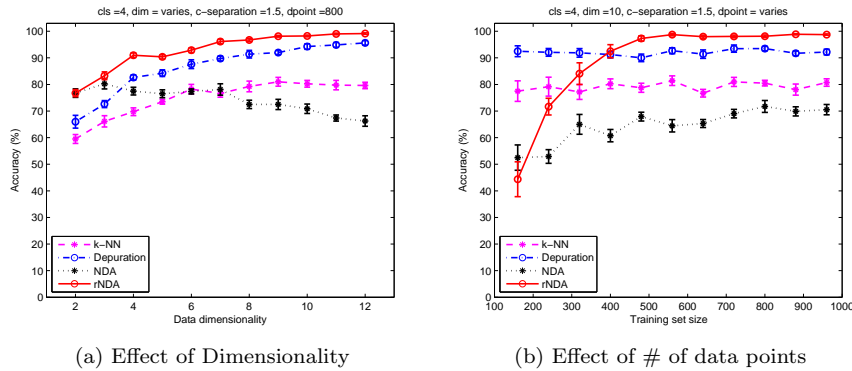 cls =4, dim = varies, c-separation =1.5, dpoint =800
100
90
80
70
60
50
40
30
20
10
0
Accuracy (%)
k-NN
Depuration
NDA
rNDA
2 4 6 8 10 12
Data dimensionality
(a) Effect of Dimensionality
cls =4, dim =10, c-separation =1.5, dpoint = varies
100
90
80
70
60
50
40
30
20
10
0
Accuracy (%)
k-NN
Depuration
NDA
rNDA
100 200 300 400 500 600 700 800 900 1000
Training set size
(b) Effect of # of data points